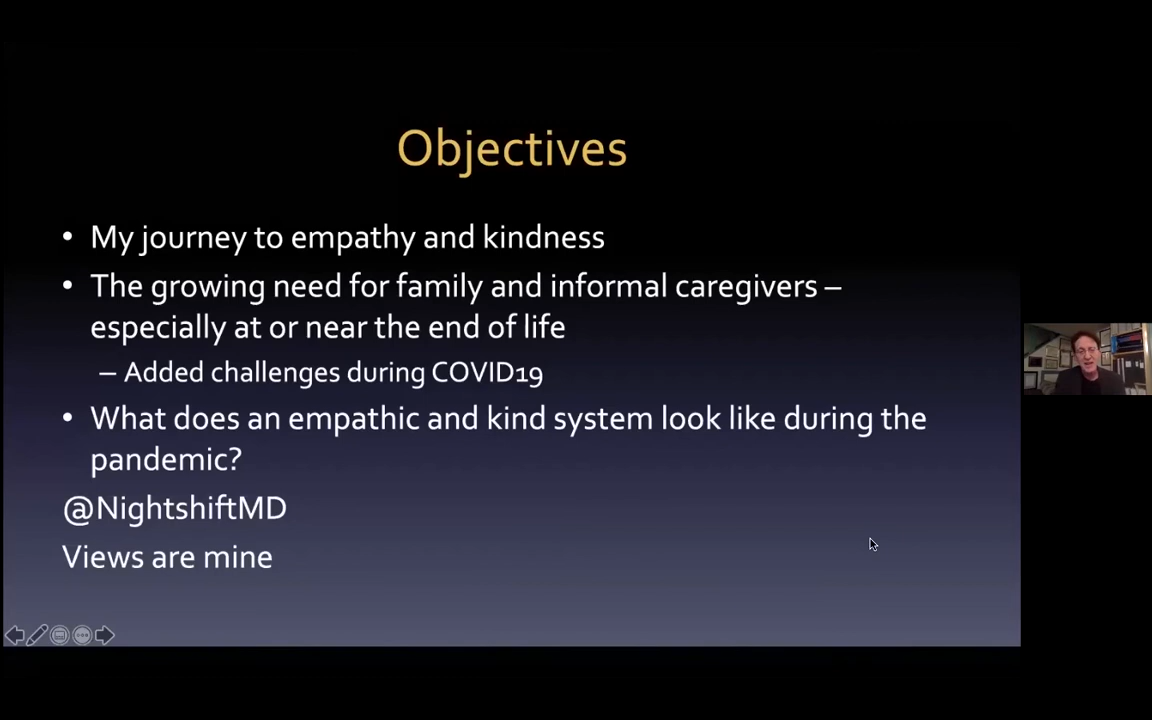 Objectives
• My journey to empathy and kindness
• The growing need for family and informal caregivers –
especially at or near the end of life
– Added challenges during COVID19
• What does an empathic and kind system look like during the
pandemic?
@NightshiftMD
Views are mine